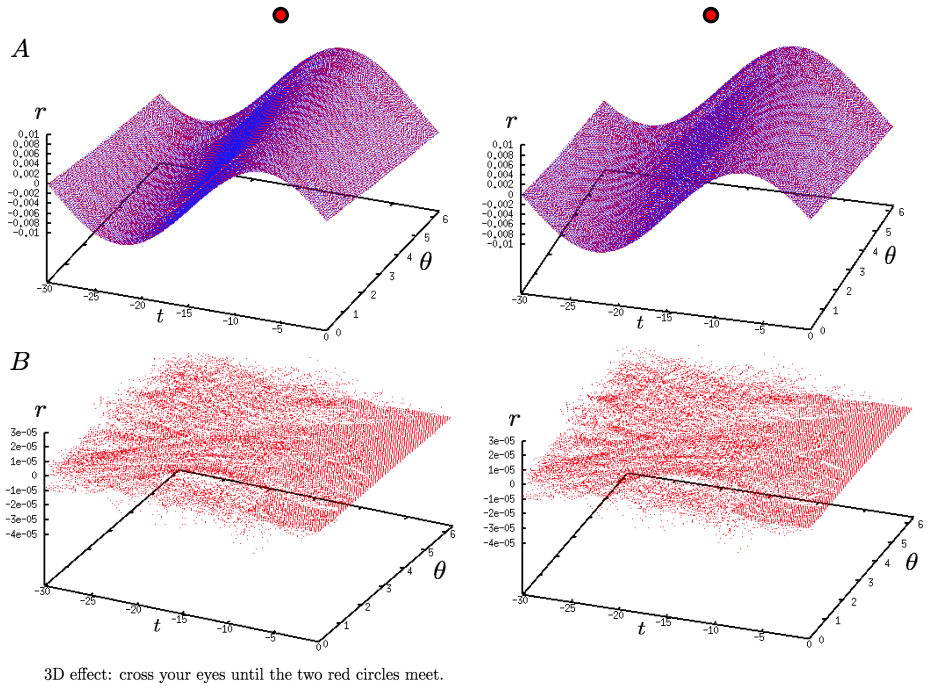 A
r
0.01
0.008
0.006
0.004
0.002
0
-0.002
-0.004
-0.006
-0.008
-0.01
-30
-25
-20
-15
-10
-5
0
t
0
1
2
3
4
5
6
θ
r
0.01
0.008
0.006
0.004
0.002
0
-0.002
-0.004
-0.006
-0.008
-0.01
-30
-25
-20
-15
-10
-5
0
t
0
1
2
3
4
5
6
θ
B
r
3e-05
2e-05
1e-05
0
-1e-05
-2e-05
-3e-05
-4e-05
-30
-25
-20
-15
-10
-5
0
t
0
1
2
3
4
5
6
θ
r
3e-05
2e-05
1e-05
0
-1e-05
-2e-05
-3e-05
-4e-05
-30
-25
-20
-15
-10
-5
0
t
0
1
2
3
4
5
6
θ
3D effect: cross your eyes until the two red circles meet.